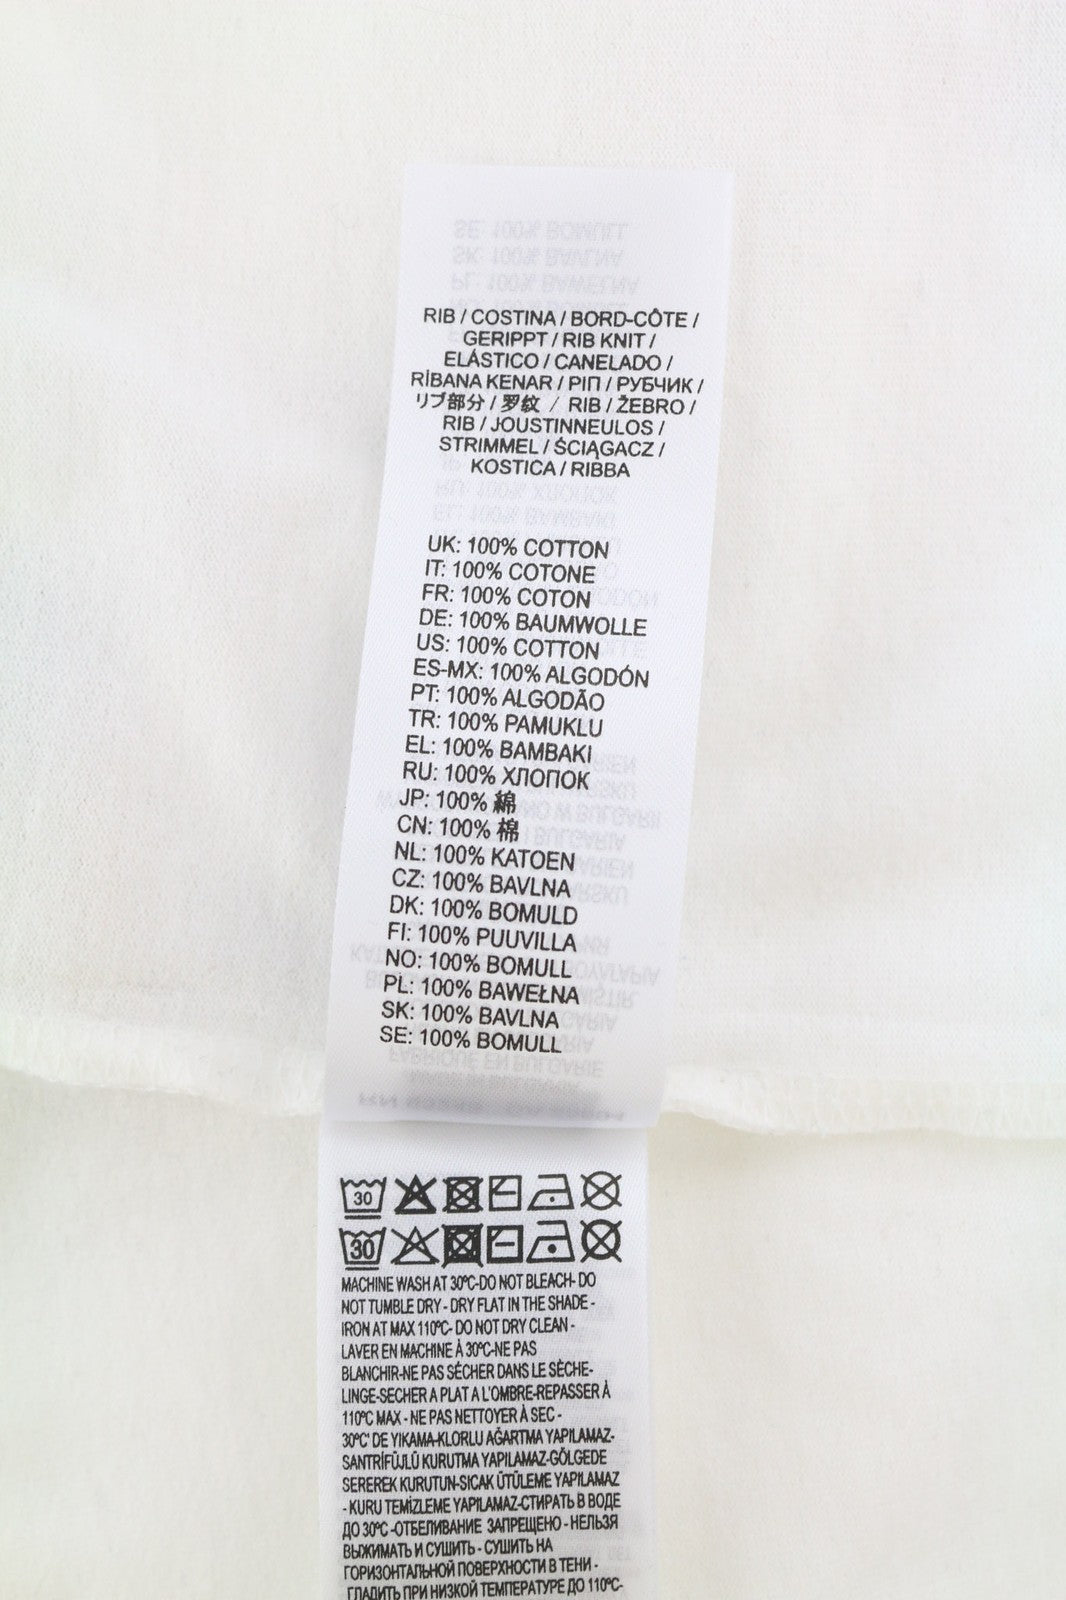 RIB / COSTINA / BORD-CÔTE /
GERIPPT / RIB KNIT /
ELÁSTICO / CANELADO /
RİBANA KENAR / ΡΙΠ / РУБЧИК /
リブ部分 / 罗纹 / RIB / ŽEBRO /
RIB / JOUSTINNEULOS /
STRIMMEL / ŚCIĄGACZ /
KOSTICA / RIBBA
UK: 100% COTTON
IT: 100% COTONE
FR: 100% COTON
DE: 100% BAUMWOLLE
US: 100% COTTON
ES-MX: 100% ALGODÓN
PT: 100% ALGODÃO
TR: 100% PAMUKLU
EL: 100% ΒΑΜΒΑΚΙ
RU: 100% ХЛОПОК
JP: 100% 綿
CN: 100% 棉
NL: 100% KATOEN
CZ: 100% BAVLNA
DK: 100% BOMULD
FI: 100% PUUVILLA
NO: 100% BOMULL
PL: 100% BAWEŁNA
SK: 100% BAVLNA
SE: 100% BOMULL
30
30
MACHINE WASH AT 30°C-DO NOT BLEACH- DO
NOT TUMBLE DRY - DRY FLAT IN THE SHADE -
IRON AT MAX 110°C- DO NOT DRY CLEAN -
LAVER EN MACHINE À 30°C-NE PAS
BLANCHIR-NE PAS SÉCHER DANS LE SÈCHE-
LINGE-SECHER A PLAT A L'OMBRE-REPASSER À
110°C MAX - NE PAS NETTOYER À SEC -
30°C' DE YIKAMA-KLORLU AĞARTMA YAPILAMAZ-
SANTRİFÜJLÜ KURUTMA YAPILAMAZ-GÖLGEDE
SEREREK KURUTUN-SICAK ÜTÜLEME YAPILAMAZ
- KURU TEMİZLEME YAPILAMAZ-СТИРАТЬ В ВОДЕ
ДО 30°C -ОТБЕЛИВАНИЕ ЗАПРЕЩЕНО - НЕЛЬЗЯ
ВЫЖИМАТЬ И СУШИТЬ - СУШИТЬ НА
ГОРИЗОНТАЛЬНОЙ ПОВЕРХНОСТИ В ТЕНИ -
ГЛАДИТЬ ПРИ НИЗКОЙ ТЕМПЕРАТУРЕ ДО 110°C-